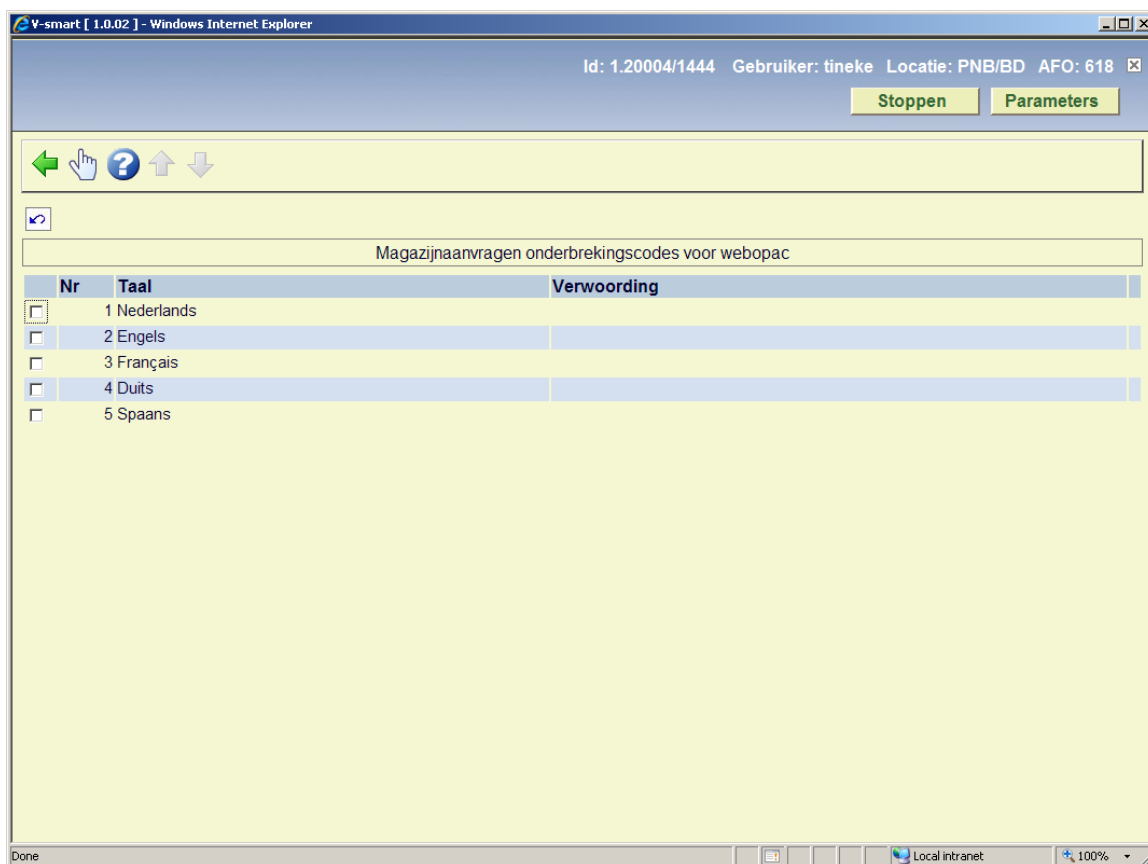 V-smart [ 1.0.02 ] - Windows Internet Explorer
Id: 1.20004/1444 Gebruiker: tineke Locatie: PNB/BD AFO: 618
Stoppen Parameters
Magazijnaanvragen onderbrekingscodes voor webopac
Nr Taal Verwoording
1 Nederlands
2 Engels
3 Français
4 Duits
5 Spaans
Done Local intranet 100%